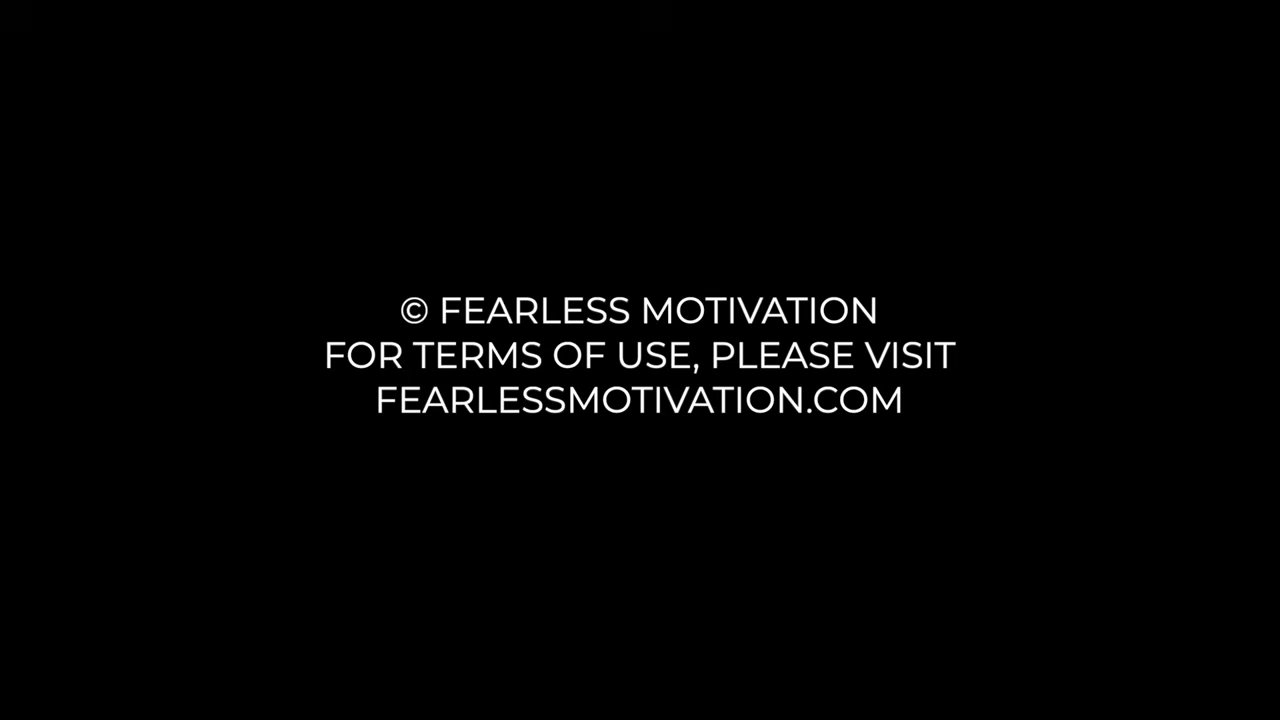 © FEARLESS MOTIVATION
FOR TERMS OF USE, PLEASE VISIT
FEARLESSMOTIVATION.COM